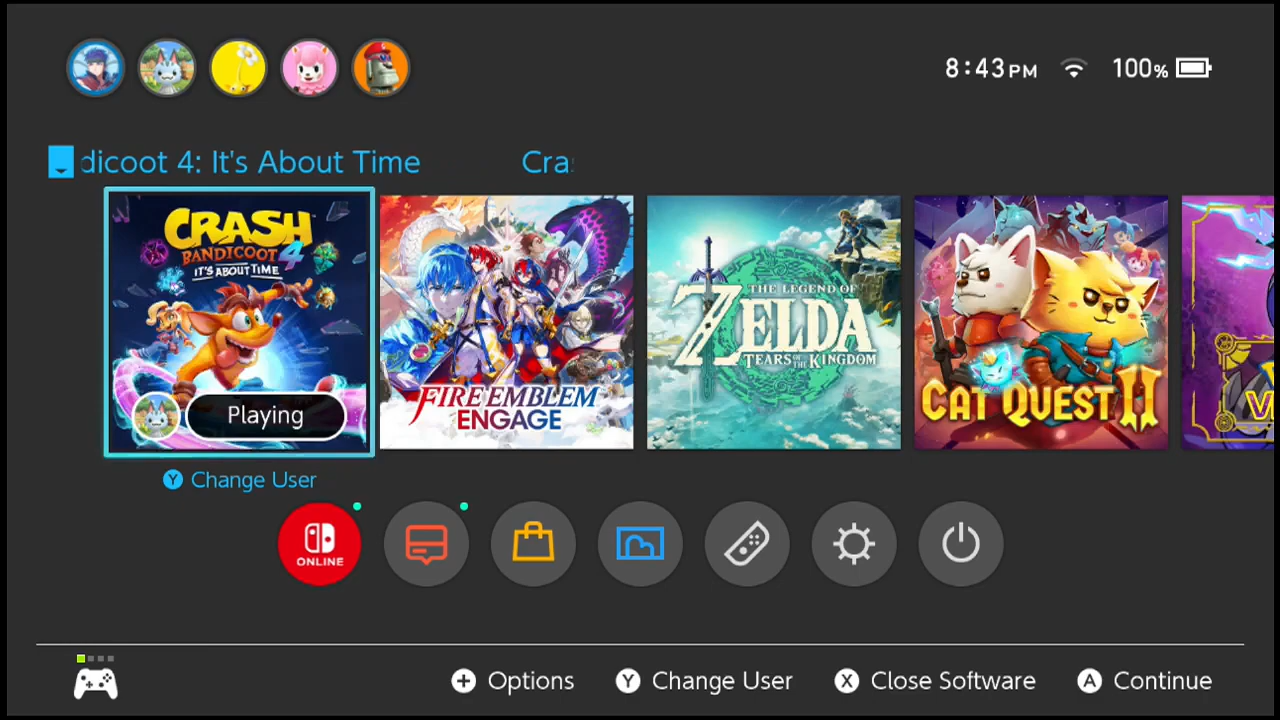 8:43PM 100%
dicoot 4: It's About Time Cra
CRASH
BANDICOOT 4
IT'S ABOUT TIME
Playing
FIRE EMBLEM
ENGAGE
THE LEGEND OF
ZELDA
TEARS OF THE KINGDOM
CAT QUEST II
Y Change User
ONLINE
+ Options Y Change User X Close Software A Continue